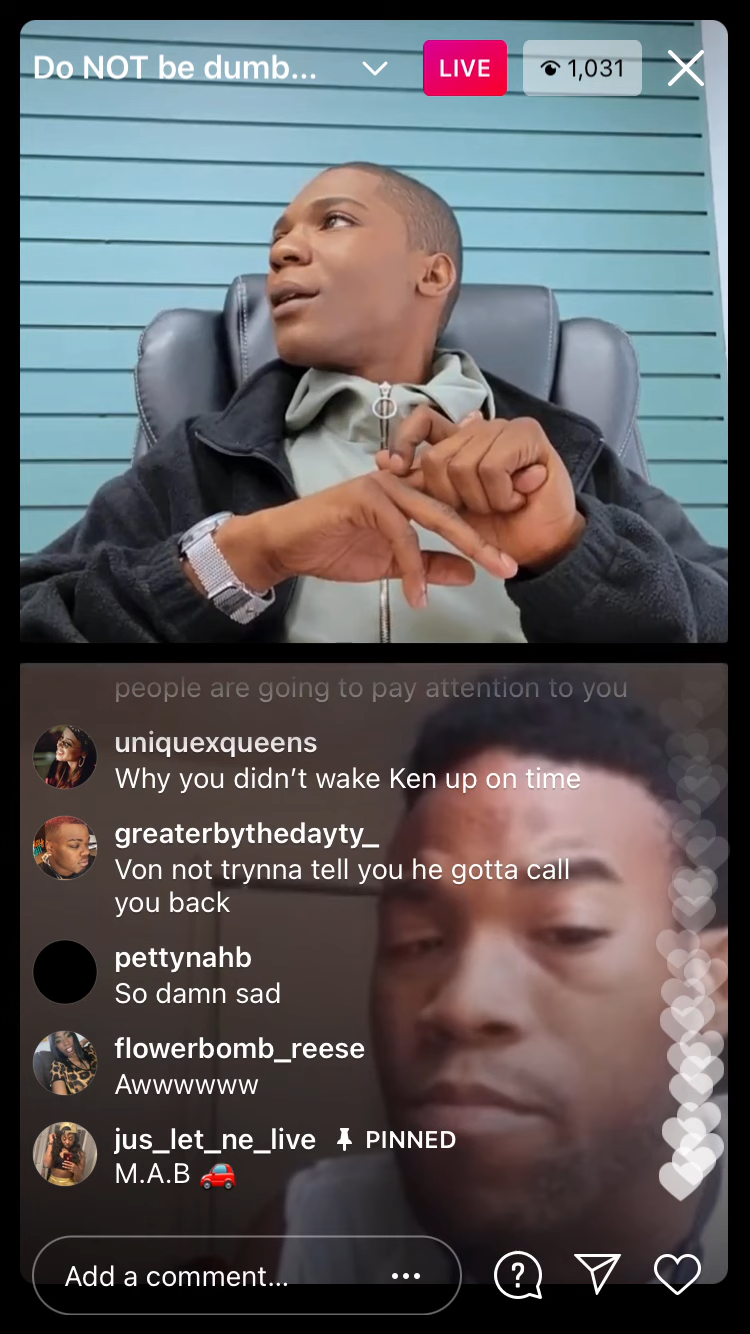 Do NOT be dumb...
LIVE
1,031
people are going to pay attention to you
uniquexqueens
Why you didn’t wake Ken up on time
greaterbythedayty_
Von not trynna tell you he gotta call
you back
pettynahb
So damn sad
flowerbomb_reese
Awwwwww
jus_let_ne_live PINNED
M.A.B 🚗
Add a comment...